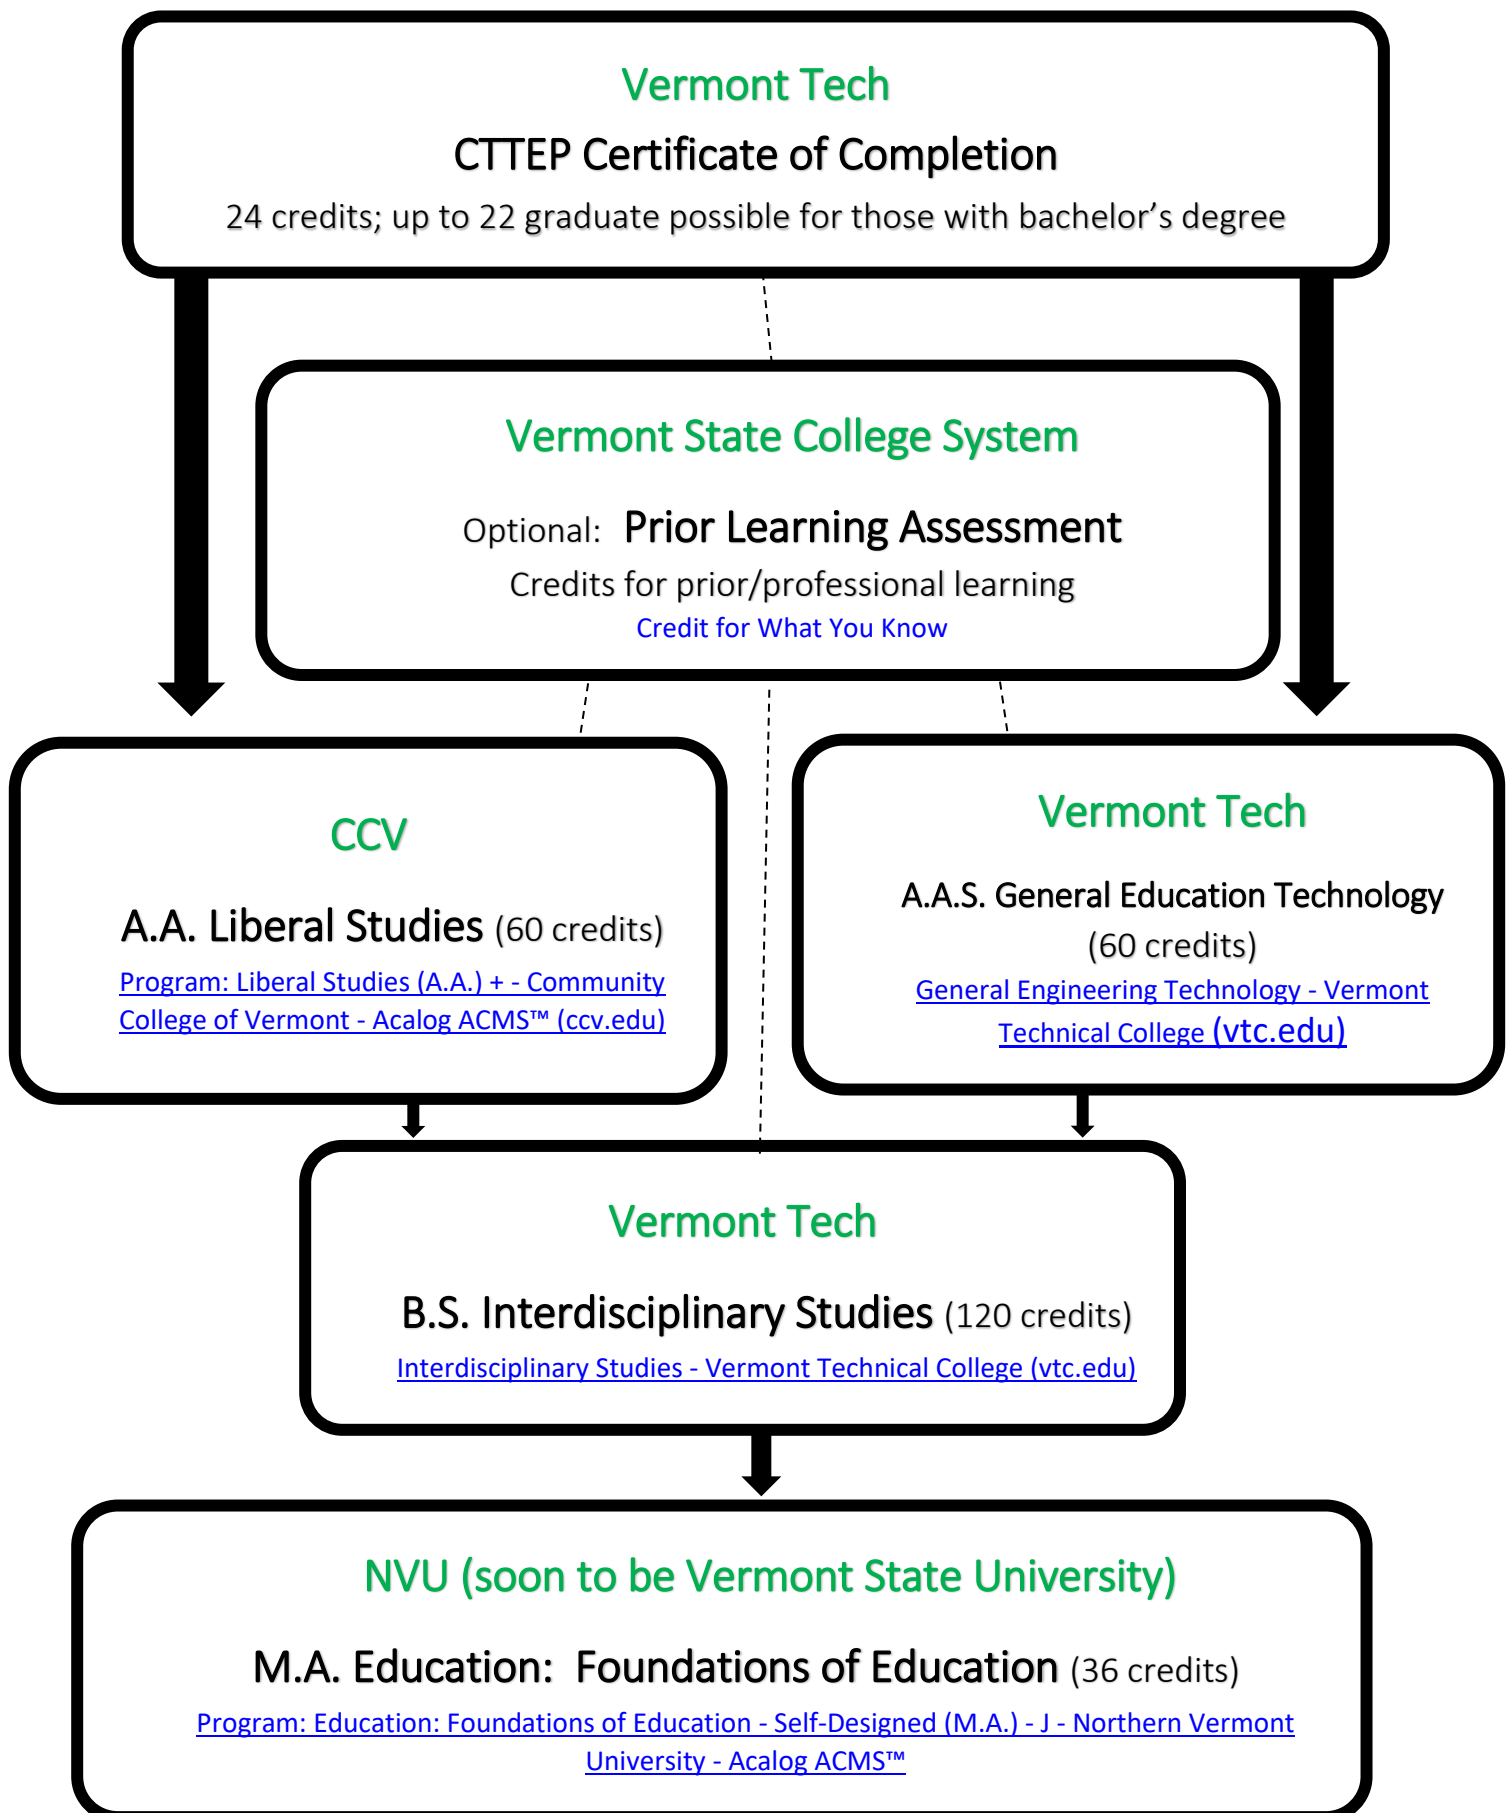 Vermont Tech
CTTEP Certificate of Completion
24 credits; up to 22 graduate possible for those with bachelor’s degree
Vermont State College System
Optional: Prior Learning Assessment
Credits for prior/professional learning
Credit for What You Know
CCV
A.A. Liberal Studies (60 credits)
Program: Liberal Studies (A.A.) + - Community
College of Vermont - Acalog ACMS™ (ccv.edu)
Vermont Tech
A.A.S. General Education Technology
(60 credits)
General Engineering Technology - Vermont
Technical College (vtc.edu)
Vermont Tech
B.S. Interdisciplinary Studies (120 credits)
Interdisciplinary Studies - Vermont Technical College (vtc.edu)
NVU (soon to be Vermont State University)
M.A. Education: Foundations of Education (36 credits)
Program: Education: Foundations of Education - Self-Designed (M.A.) - J - Northern Vermont
University - Acalog ACMS™